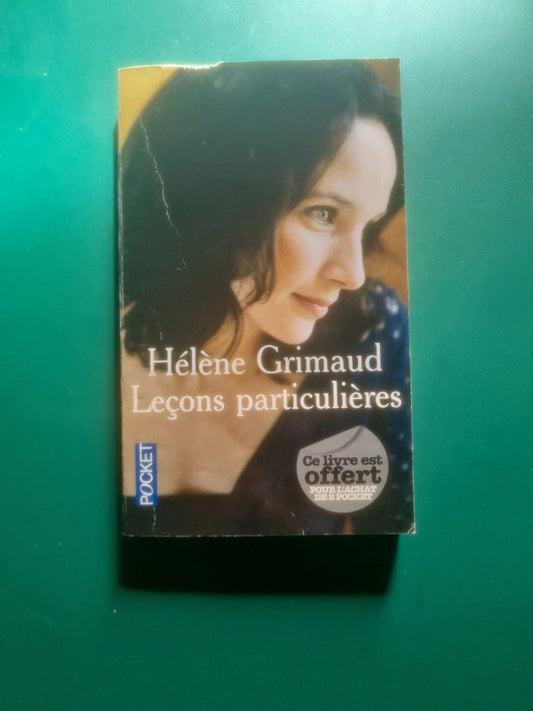 Hélène Grimaud
Leçons particulières
POCKET
Ce livre est
offert
POUR L'ACHAT
DE 2 POCKET